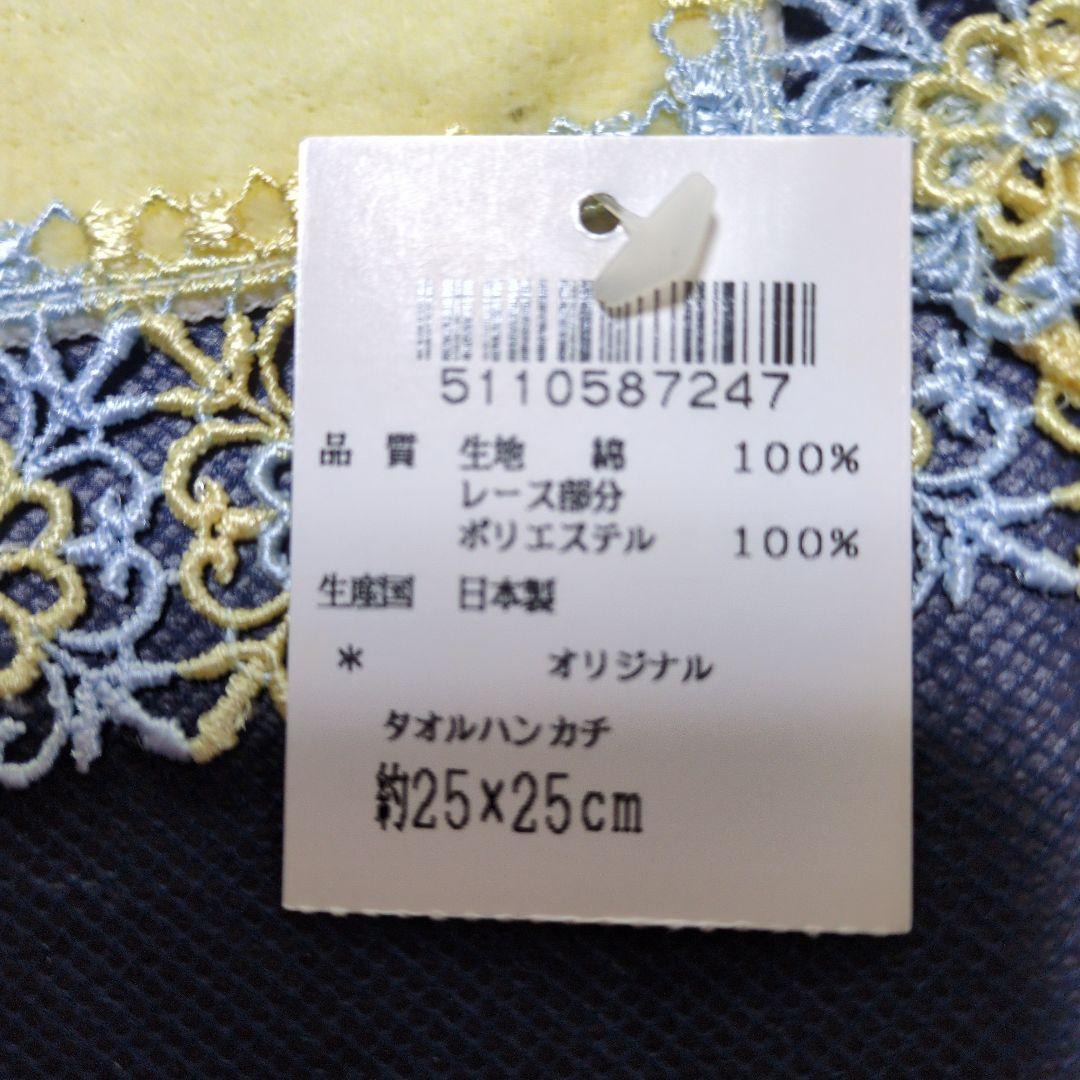 5110587247
品 質 生地 綿 100%
レース部分
ポリエステル 100%
生産国 日本製
* オリジナル
タオルハンカチ
約25×25cm